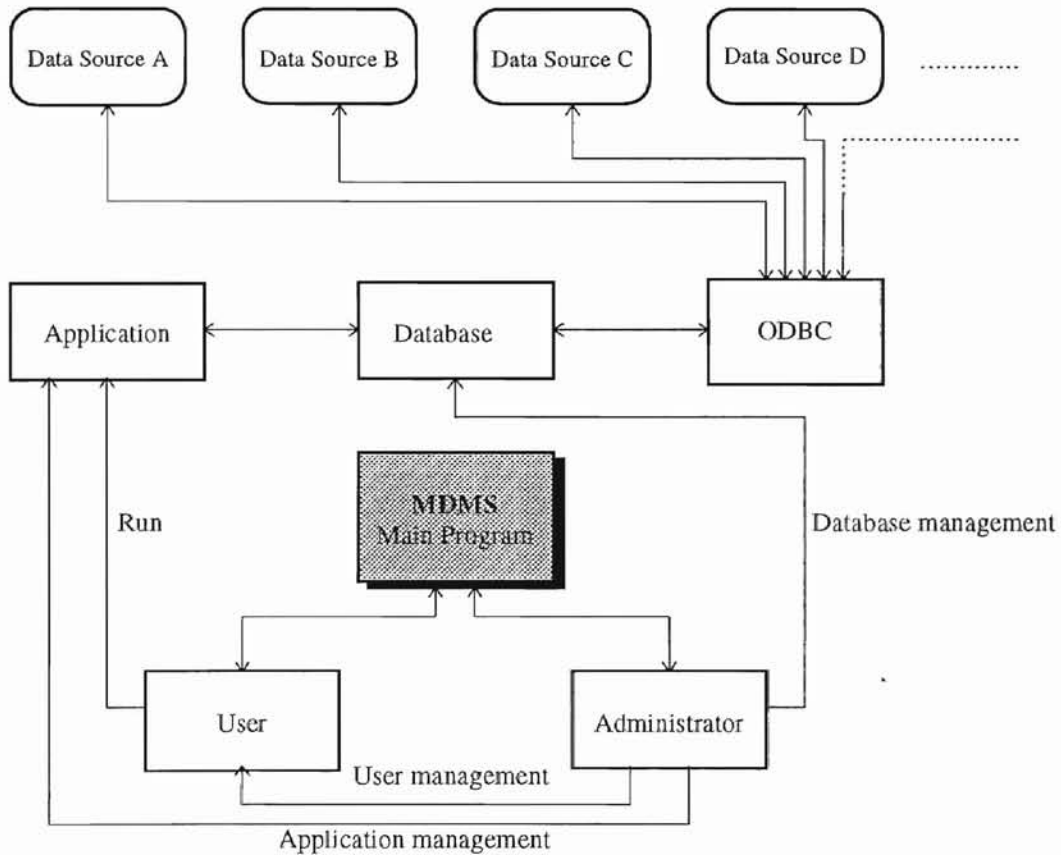 Data Source A
Data Source B
Data Source C
Data Source D
Application
Database
ODBC
MDMS
Main Program
Run
Database management
User
Administrator
User management
Application management